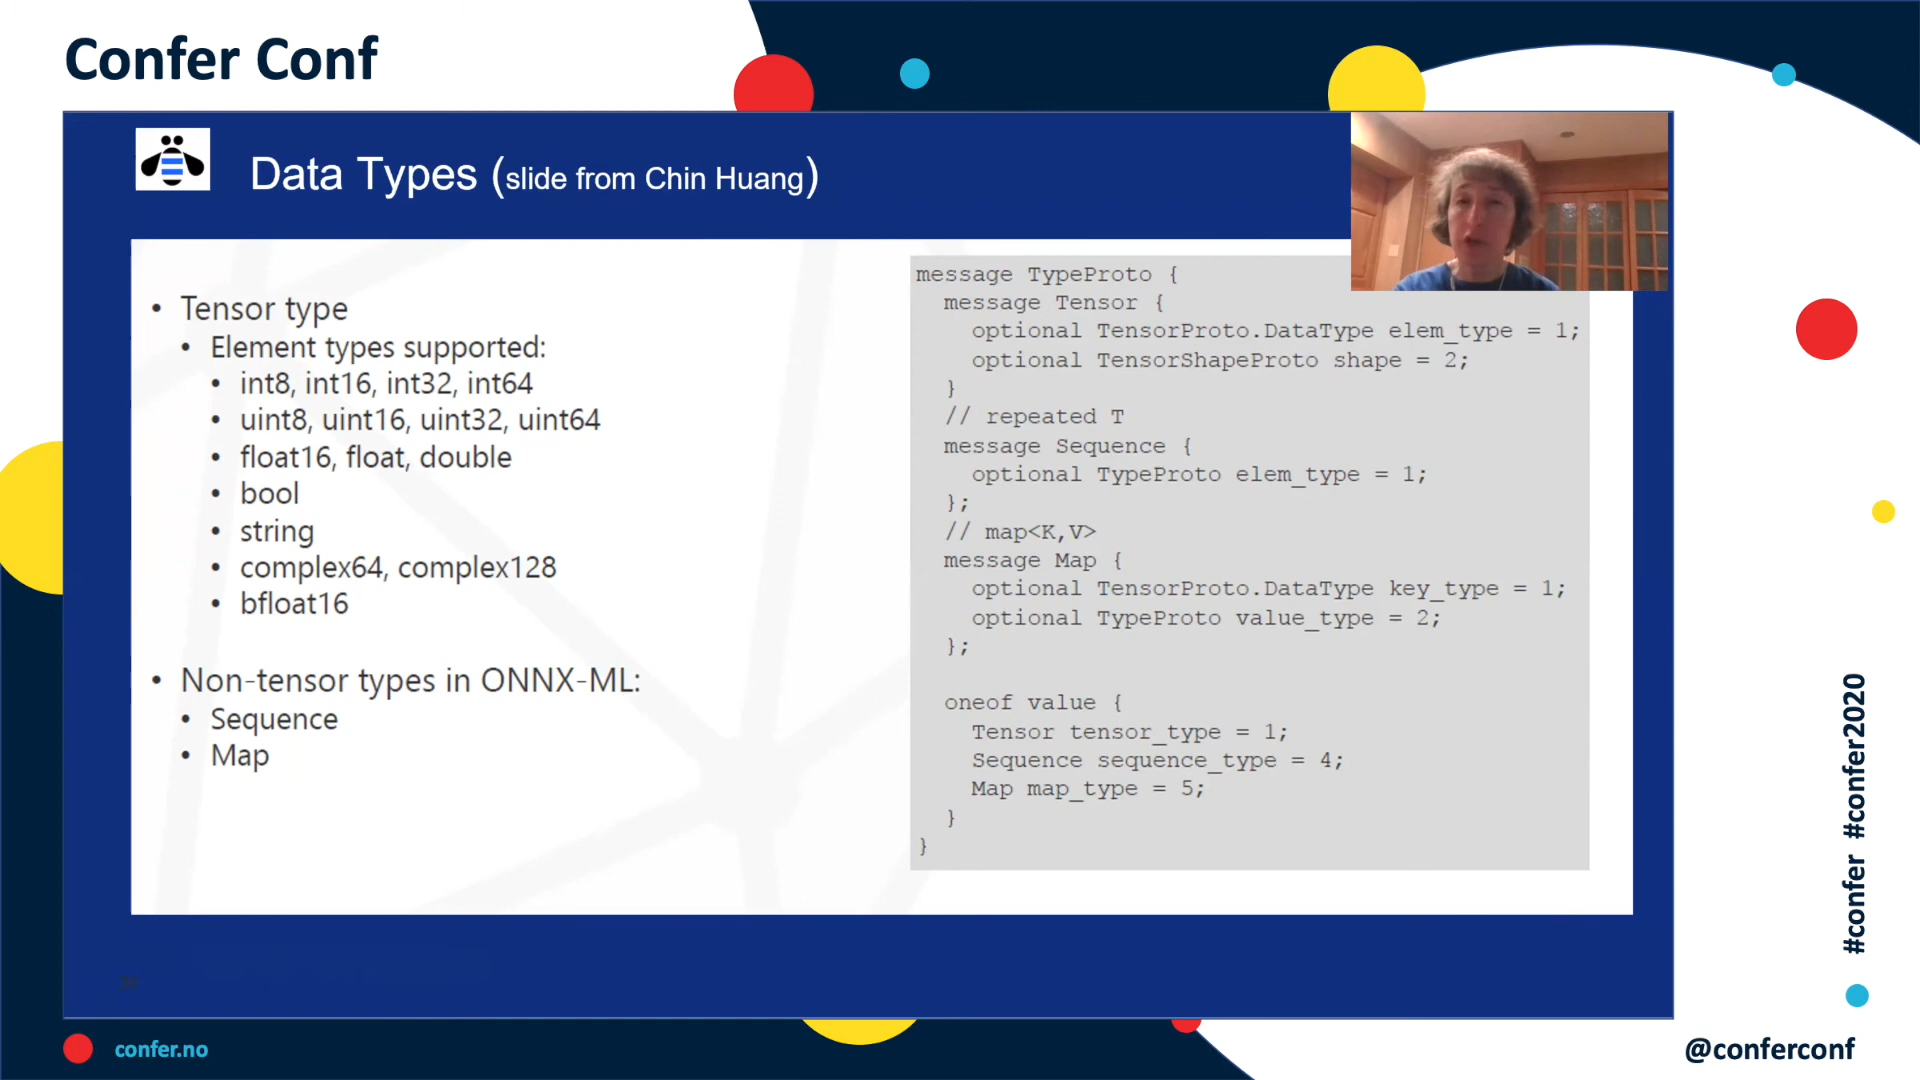 Confer Conf
Data Types (slide from Chin Huang)
• Tensor type
• Element types supported:
• int8, int16, int32, int64
• uint8, uint16, uint32, uint64
• float16, float, double
• bool
• string
• complex64, complex128
• bfloat16
• Non-tensor types in ONNX-ML:
• Sequence
• Map
message TypeProto {
message Tensor {
optional TensorProto.DataType elem_type = 1;
optional TensorShapeProto shape = 2;
}
// repeated T
message Sequence {
optional TypeProto elem_type = 1;
};
// map<K,V>
message Map {
optional TensorProto.DataType key_type = 1;
optional TypeProto value_type = 2;
};
oneof value {
Tensor tensor_type = 1;
Sequence sequence_type = 4;
Map map_type = 5;
}
}
#confer #confer2020
confer.no
@conferconf